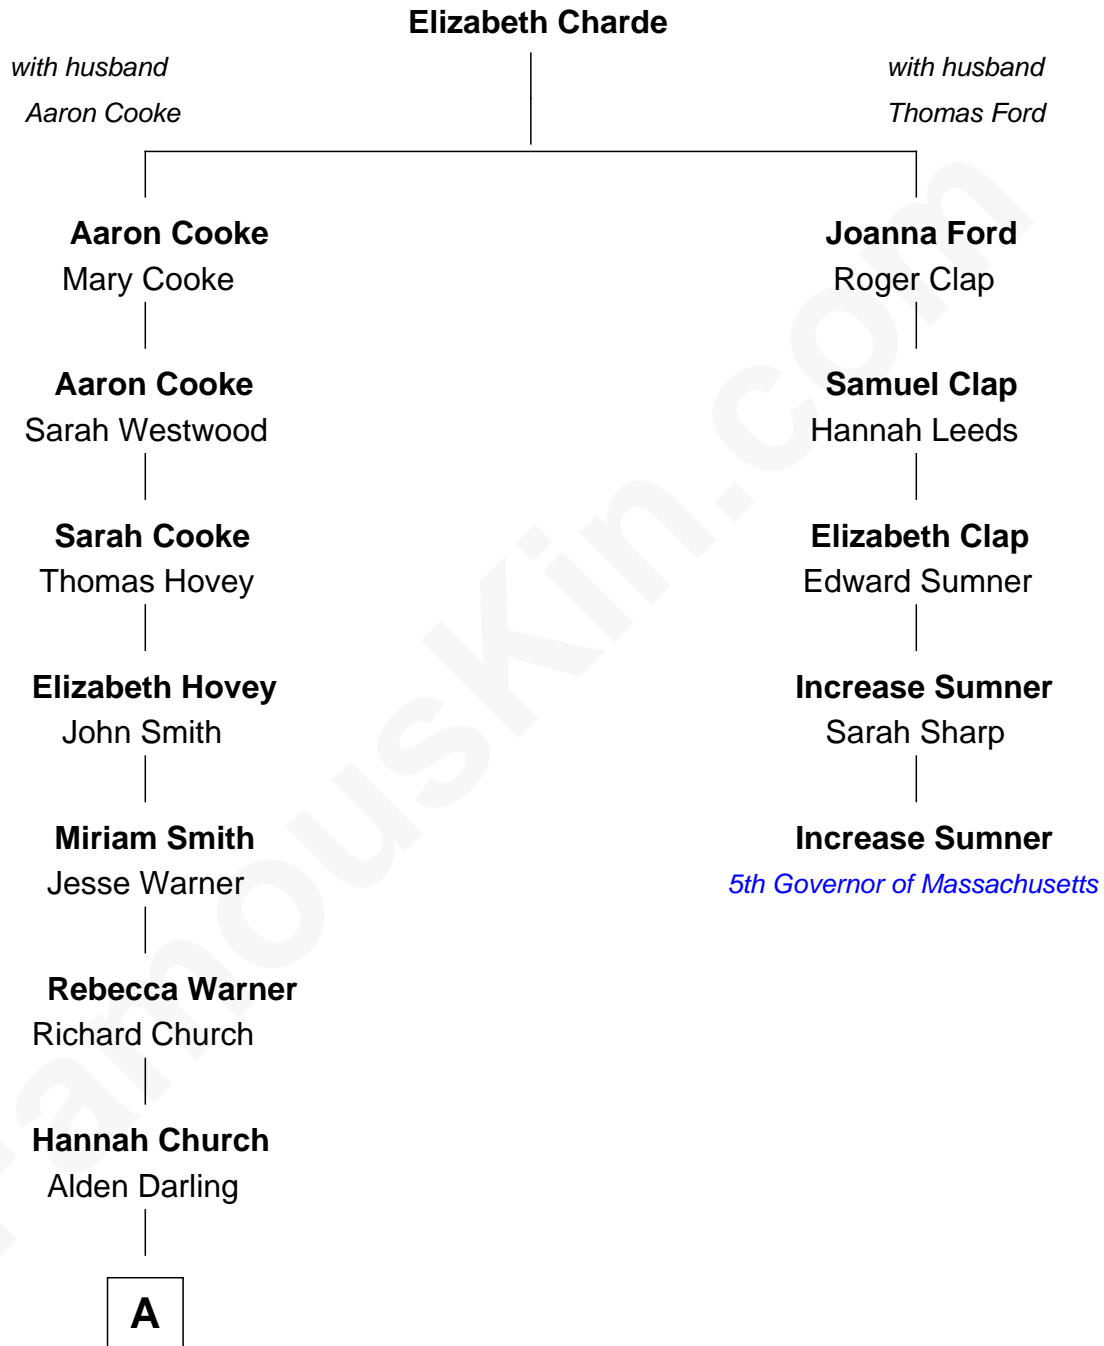 Elizabeth Charde
with husband
Aaron Cooke
with husband
Thomas Ford
Aaron Cooke
Mary Cooke
Aaron Cooke
Sarah Westwood
Sarah Cooke
Thomas Hovey
Elizabeth Hovey
John Smith
Miriam Smith
Jesse Warner
Rebecca Warner
Richard Church
Hannah Church
Alden Darling
A
Joanna Ford
Roger Clap
Samuel Clap
Hannah Leeds
Elizabeth Clap
Edward Sumner
Increase Sumner
Sarah Sharp
Increase Sumner
5th Governor of Massachusetts
FamousKin.com